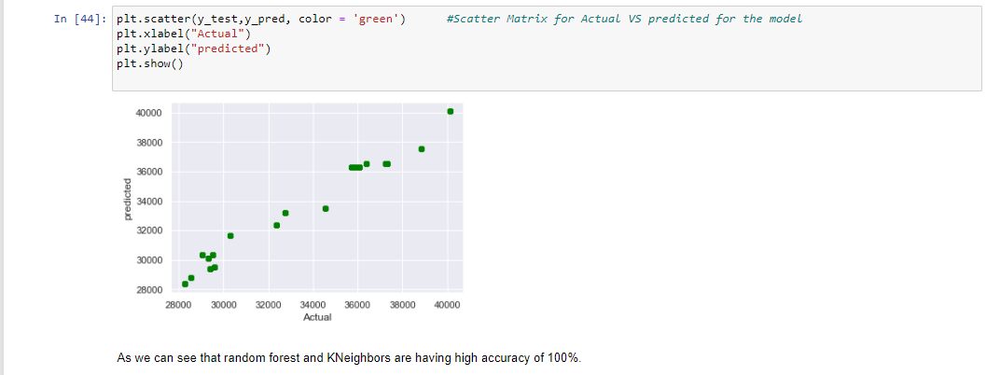 In [44]: plt.scatter(y_test,y_pred, color = 'green') #Scatter Matrix for Actual VS predicted for the model
plt.xlabel("Actual")
plt.ylabel("predicted")
plt.show()
40000
38000
36000
34000
32000
30000
28000
predicted
28000 30000 32000 34000 36000 38000 40000
Actual
As we can see that random forest and KNeighbors are having high accuracy of 100%.